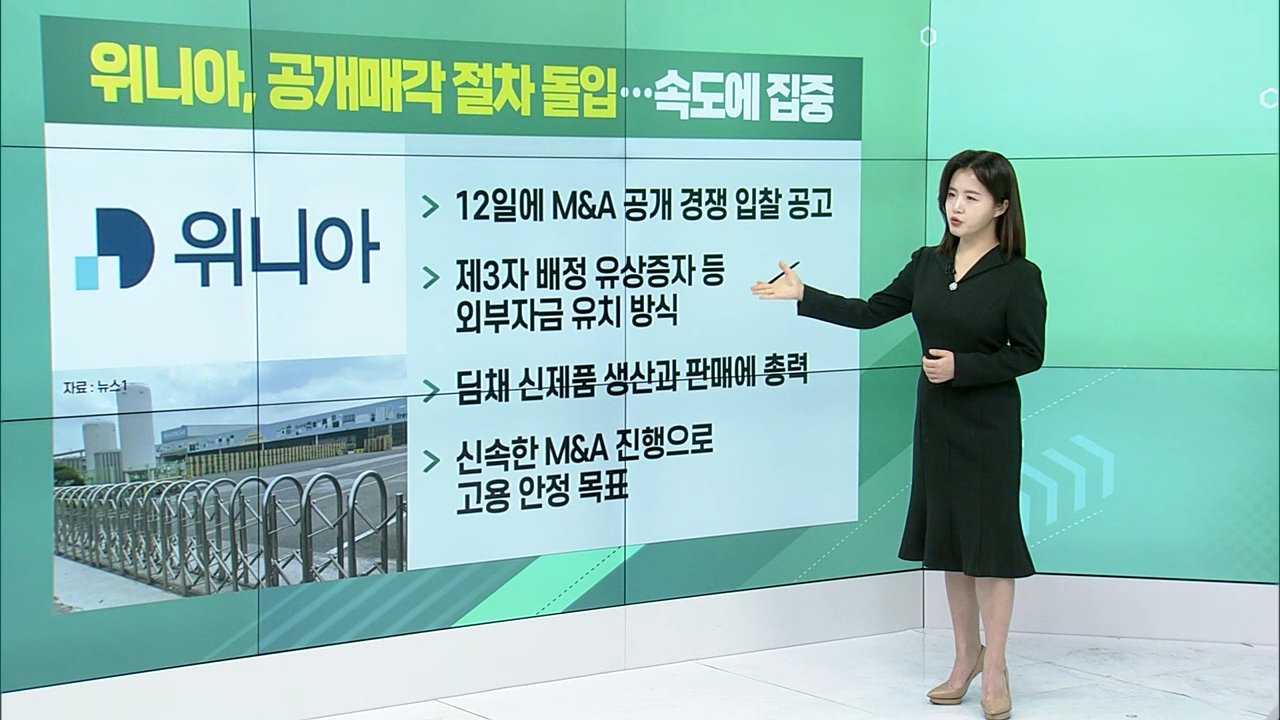 위니아, 공개매각 절차 돌입…속도에 집중
위니아
자료 : 뉴스1
12일에 M&A 공개 경쟁 입찰 공고
제3자 배정 유상증자 등
외부자금 유치 방식
딤채 신제품 생산과 판매에 총력
신속한 M&A 진행으로
고용 안정 목표